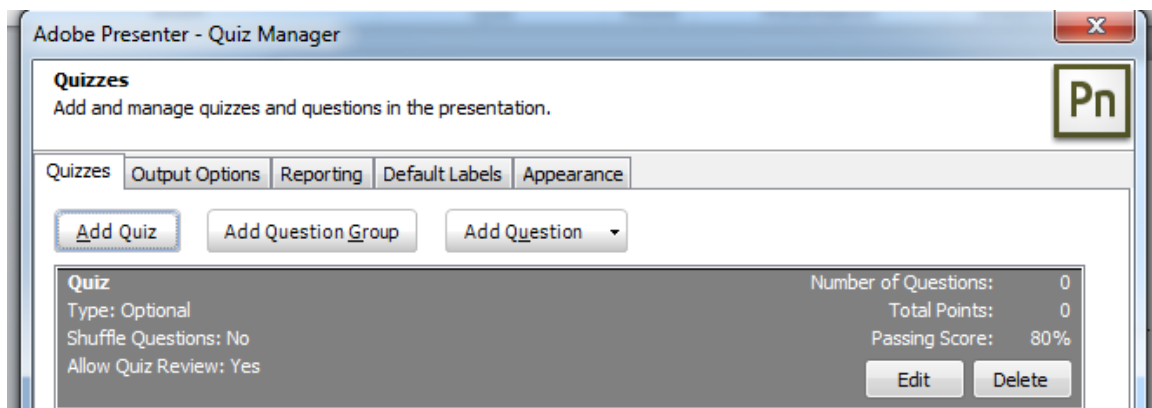 Adobe Presenter - Quiz Manager
x
Quizzes
Add and manage quizzes and questions in the presentation.
Pn
Quizzes Output Options Reporting Default Labels Appearance
Add Quiz Add Question Group Add Question
Quiz Number of Questions: 0
Type: Optional Total Points: 0
Shuffle Questions: No Passing Score: 80%
Allow Quiz Review: Yes
Edit Delete